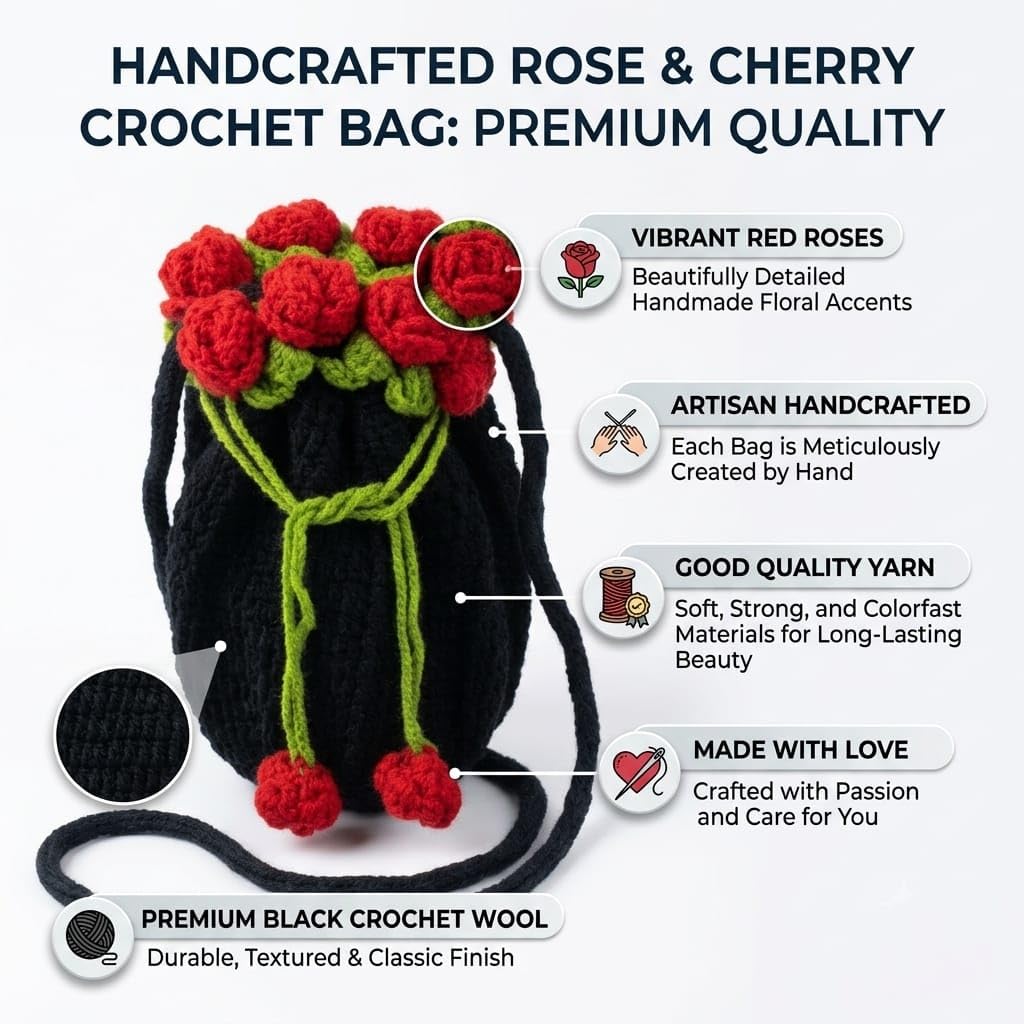 HANDCRAFTED ROSE & CHERRY
CROCHET BAG: PREMIUM QUALITY
VIBRANT RED ROSES
Beautifully Detailed
Handmade Floral Accents
ARTISAN HANDCRAFTED
Each Bag is Meticulously
Created by Hand
GOOD QUALITY YARN
Soft, Strong, and Colorfast
Materials for Long-Lasting
Beauty
MADE WITH LOVE
Crafted with Passion
and Care for You
PREMIUM BLACK CROCHET WOOL
Durable, Textured & Classic Finish